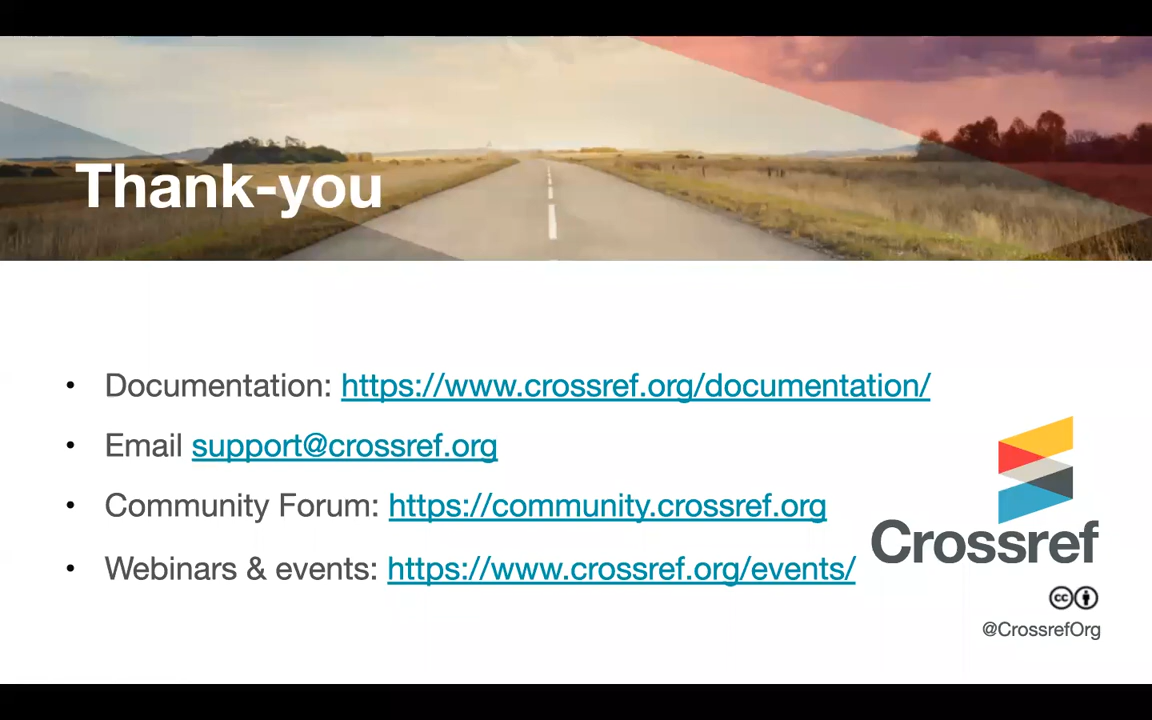 Thank-you
• Documentation: https://www.crossref.org/documentation/
• Email support@crossref.org
• Community Forum: https://community.crossref.org
• Webinars & events: https://www.crossref.org/events/
Crossref
cc
@CrossrefOrg